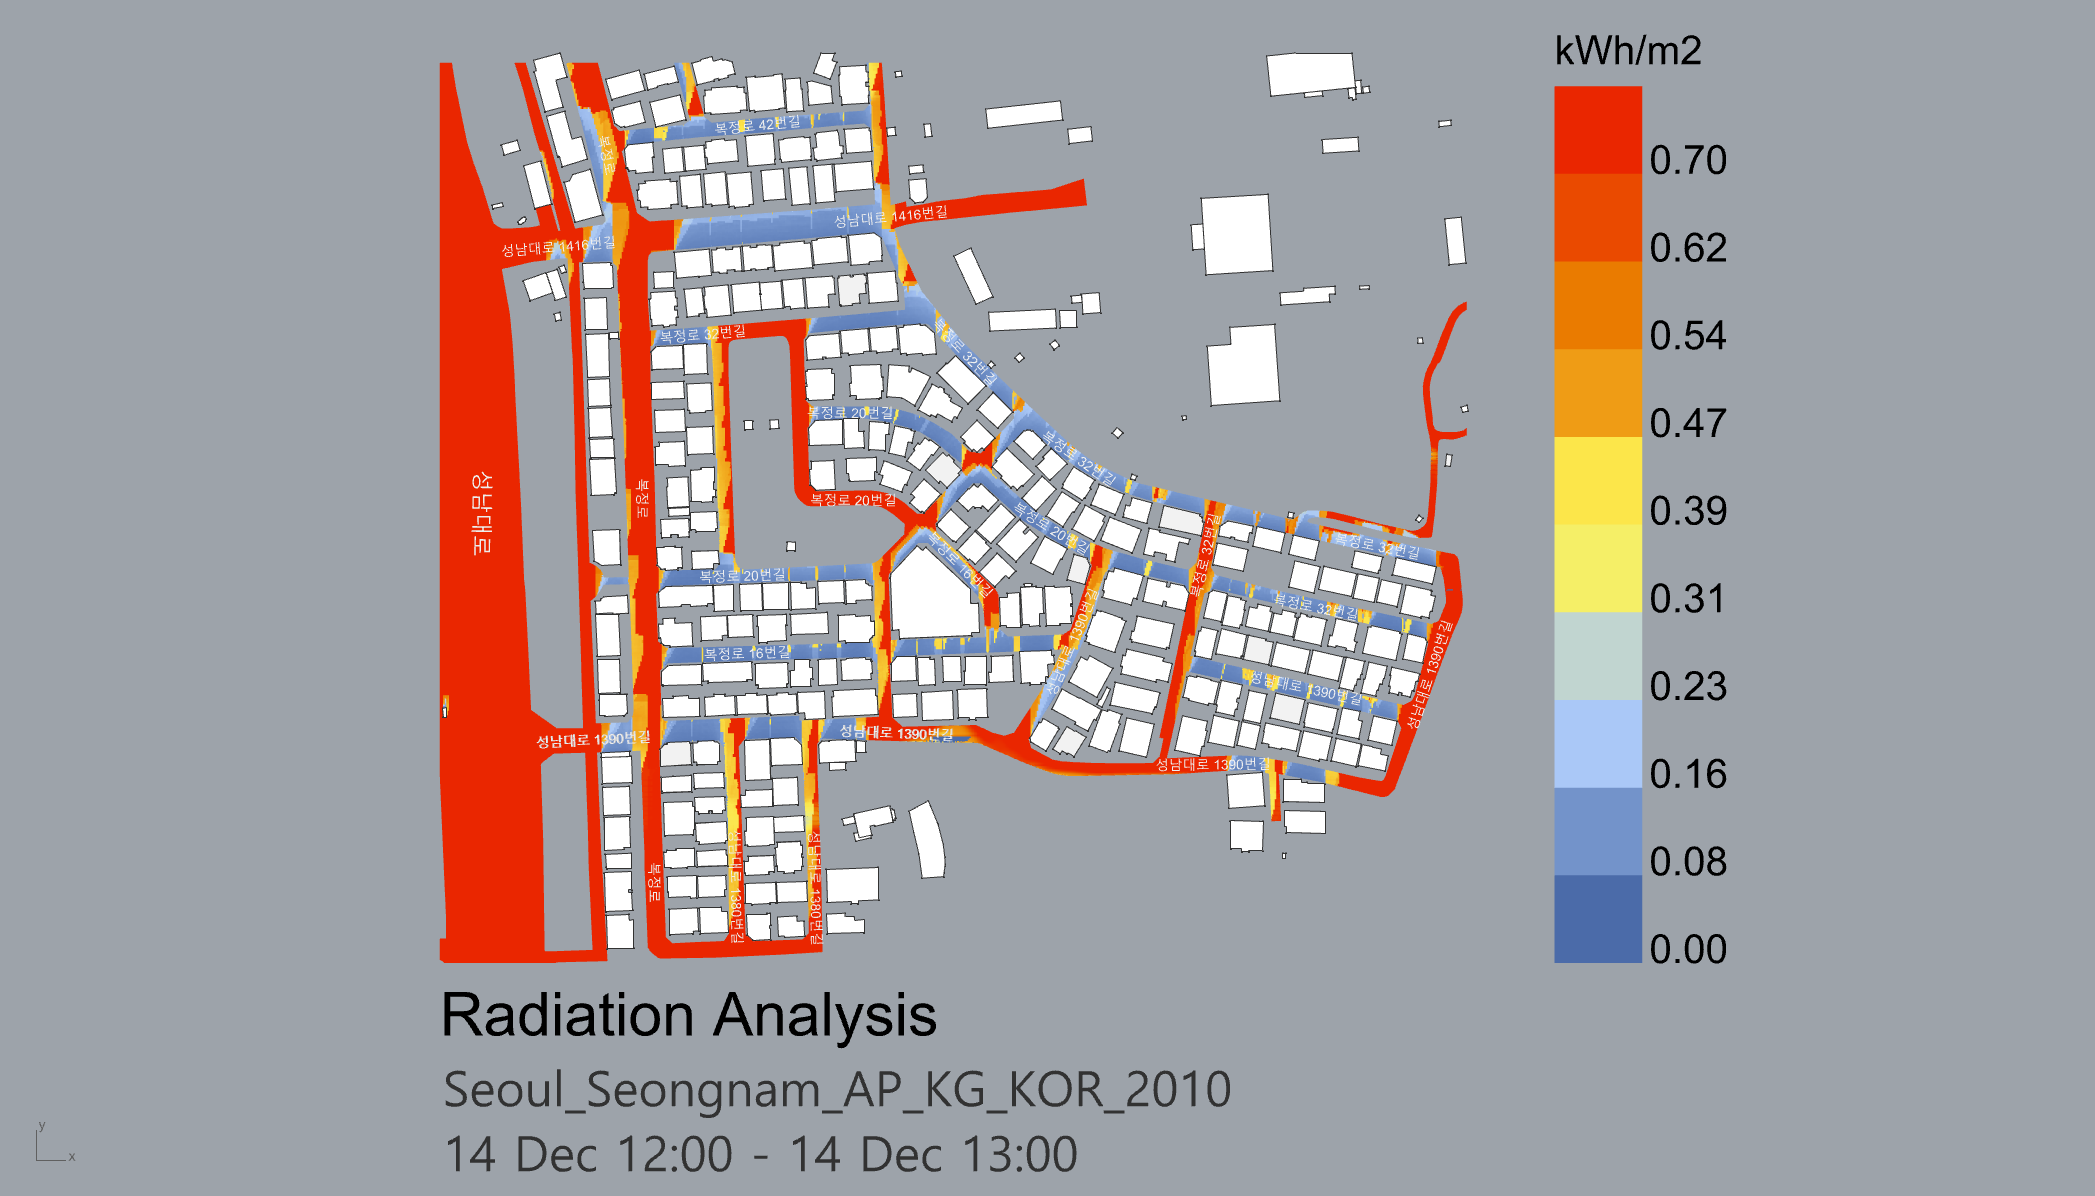 kWh/m2
0.70
0.62
0.54
0.47
0.39
0.31
0.23
0.16
0.08
0.00
복정로 42번길
복정로
성남대로 1416번길
성남대로 1416번길
복정로 32번길
복정로 32번길
복정로 20번길
복정로 32번길
성남대로
복정로
복정로 20번길
복정로 20번길
복정로 32번길
복정로 32번길
복정로 16번길
복정로 20번길
복정로 32번길
성남대로 1390번길
복정로 16번길
성남대로 1390번길
성남대로 1390번길
성남대로 1390번길
성남대로 1390번길
성남대로 1390번길
성남대로 1390번길
복정로
성남대로 1380번길
성남대로 1380번길
Radiation Analysis
Seoul_Seongnam_AP_KG_KOR_2010
14 Dec 12:00 - 14 Dec 13:00
y
x